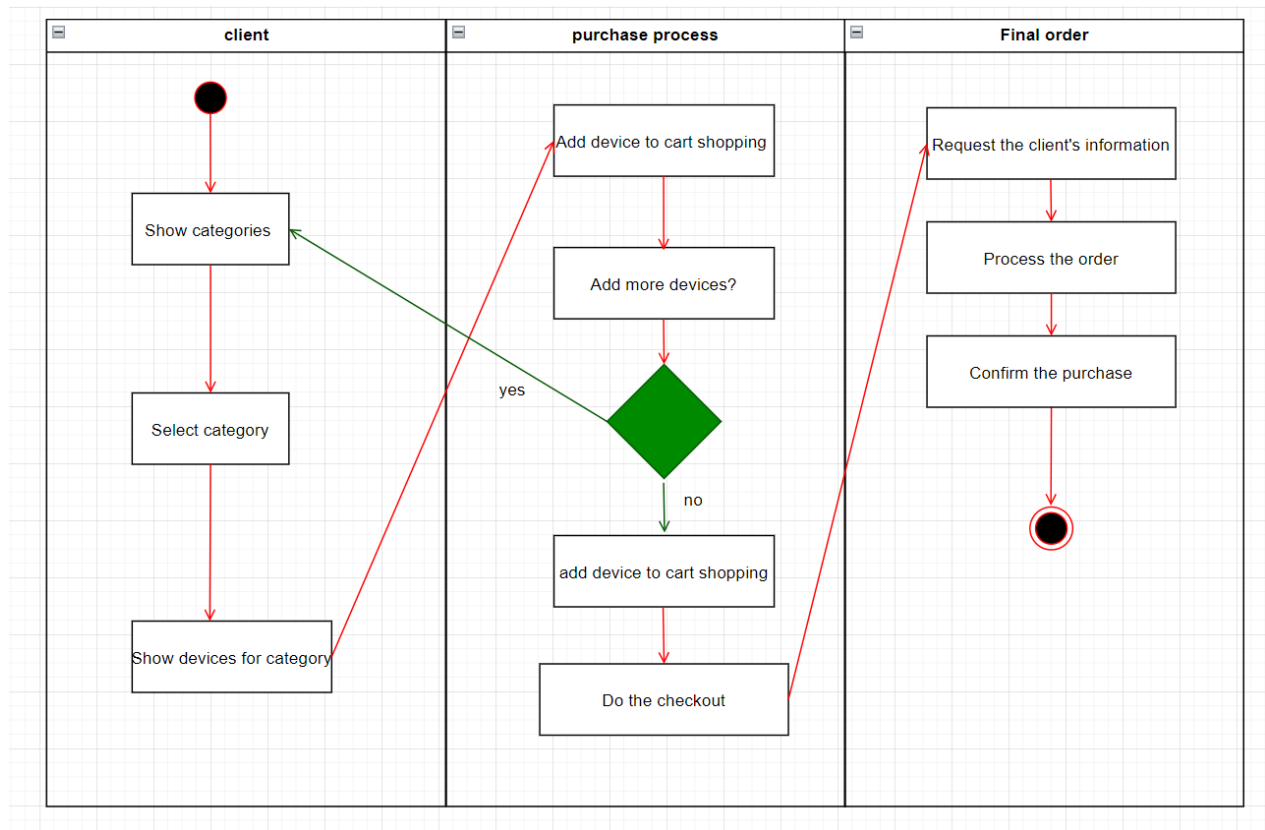 client
purchase process
Final order
Show categories
Select category
Show devices for category
Add device to cart shopping
Add more devices?
yes
no
add device to cart shopping
Do the checkout
Request the client's information
Process the order
Confirm the purchase